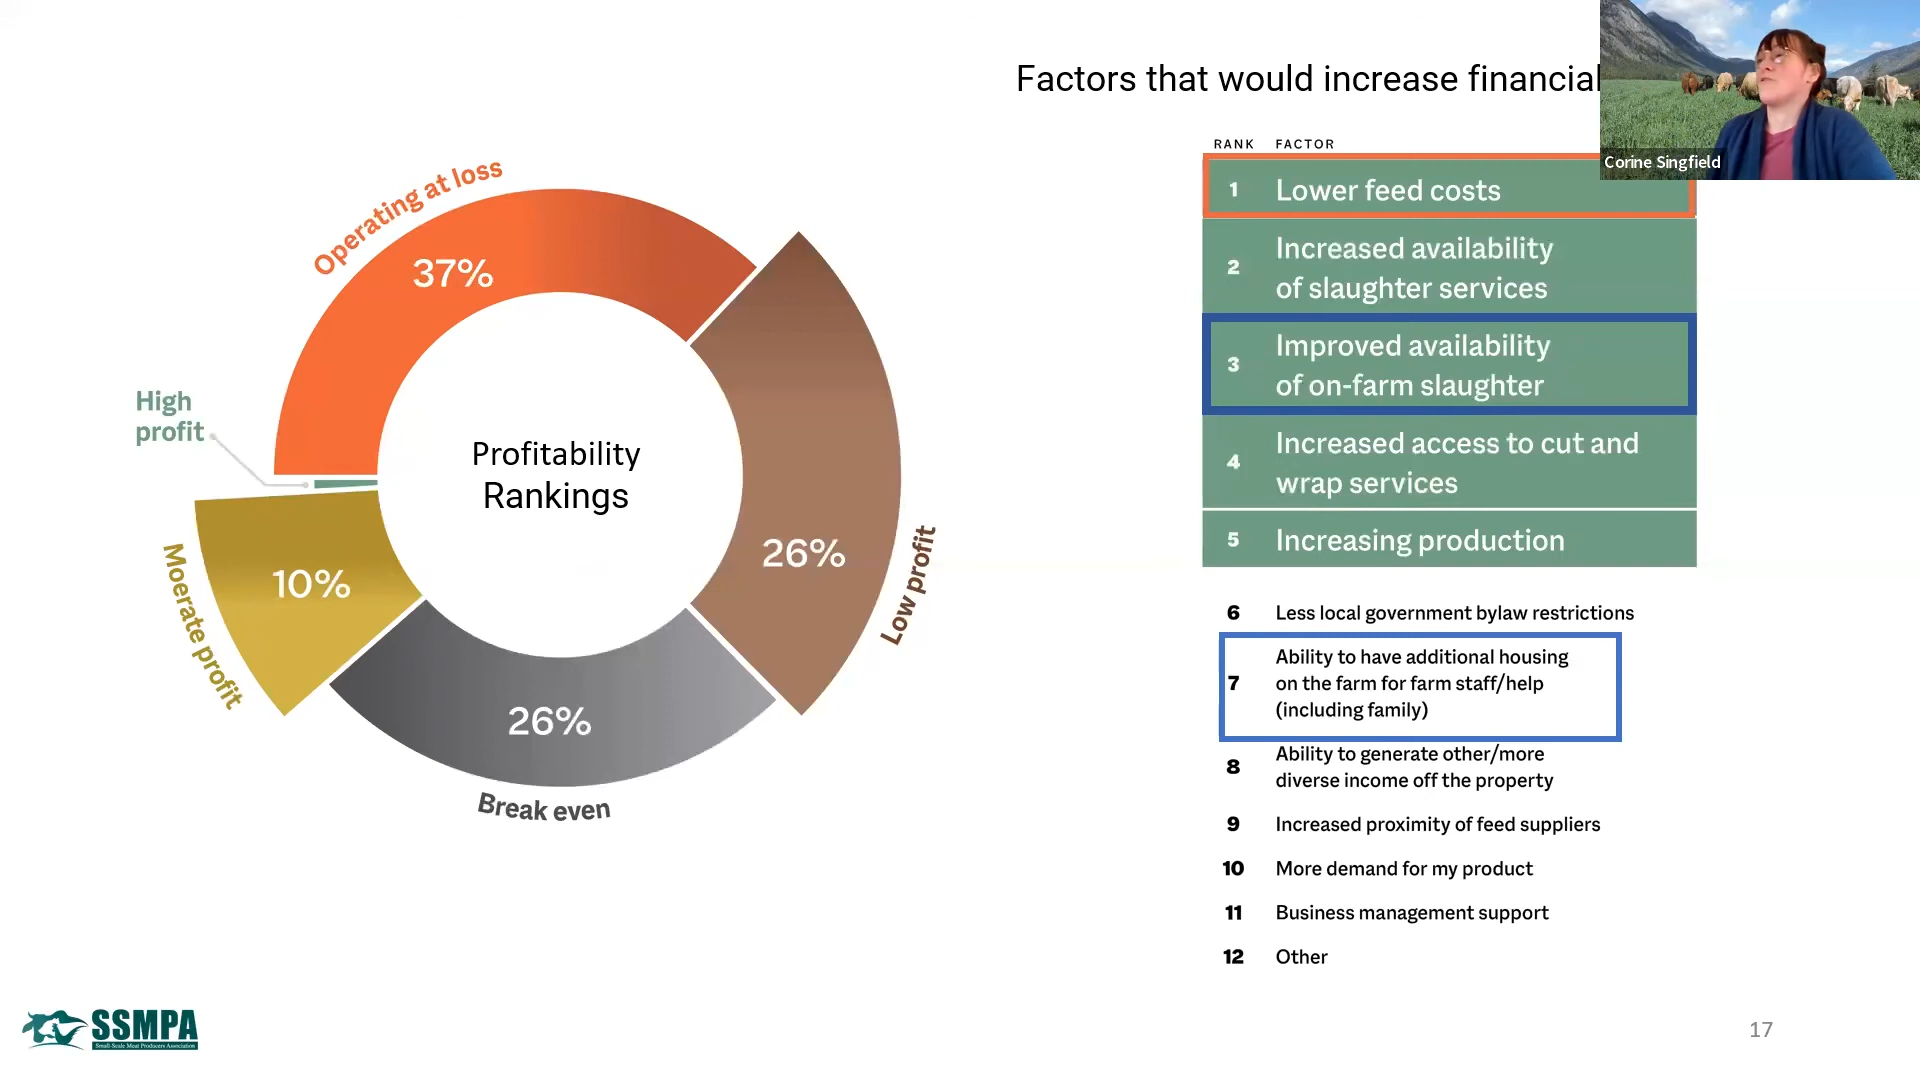 Factors that would increase financial
Corine Singfield
RANK FACTOR
1 Lower feed costs
2 Increased availability
of slaughter services
3 Improved availability
of on-farm slaughter
4 Increased access to cut and
wrap services
5 Increasing production
6 Less local government bylaw restrictions
7 Ability to have additional housing
on the farm for farm staff/help
(including family)
8 Ability to generate other/more
diverse income off the property
9 Increased proximity of feed suppliers
10 More demand for my product
11 Business management support
12 Other
Operating at loss
37%
High
profit
Profitability
Rankings
26%
Low profit
10%
Moerate profit
26%
Break even
SSMPA
Small-Scale Meat Producers Association
17